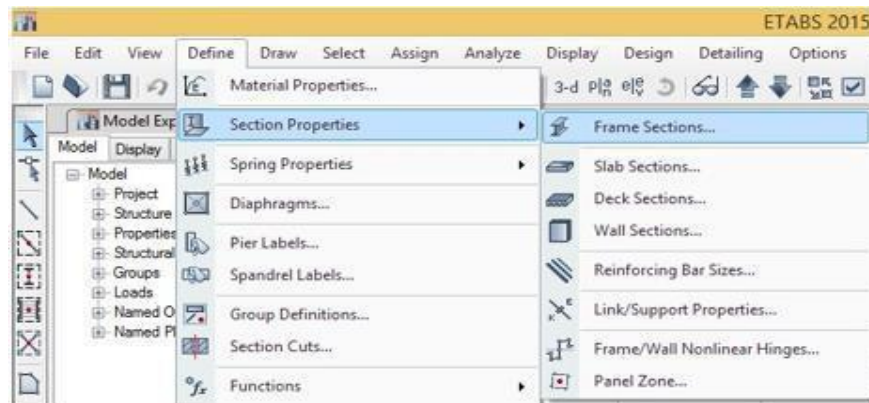 ETABS 2015
File Edit View Define Draw Select Assign Analyze Display Design Detailing Options
Material Properties...
3-d
Model Exp
Section Properties
Frame Sections...
Model Display
Model
Spring Properties
Slab Sections...
Project
Structure
Diaphragms...
Deck Sections...
Properties
Structural
Pier Labels...
Wall Sections...
Groups
Spandrel Labels...
Reinforcing Bar Sizes...
Loads
Named O
Group Definitions...
Link/Support Properties...
Named Pl
Section Cuts...
Frame/Wall Nonlinear Hinges...
Functions
Panel Zone...